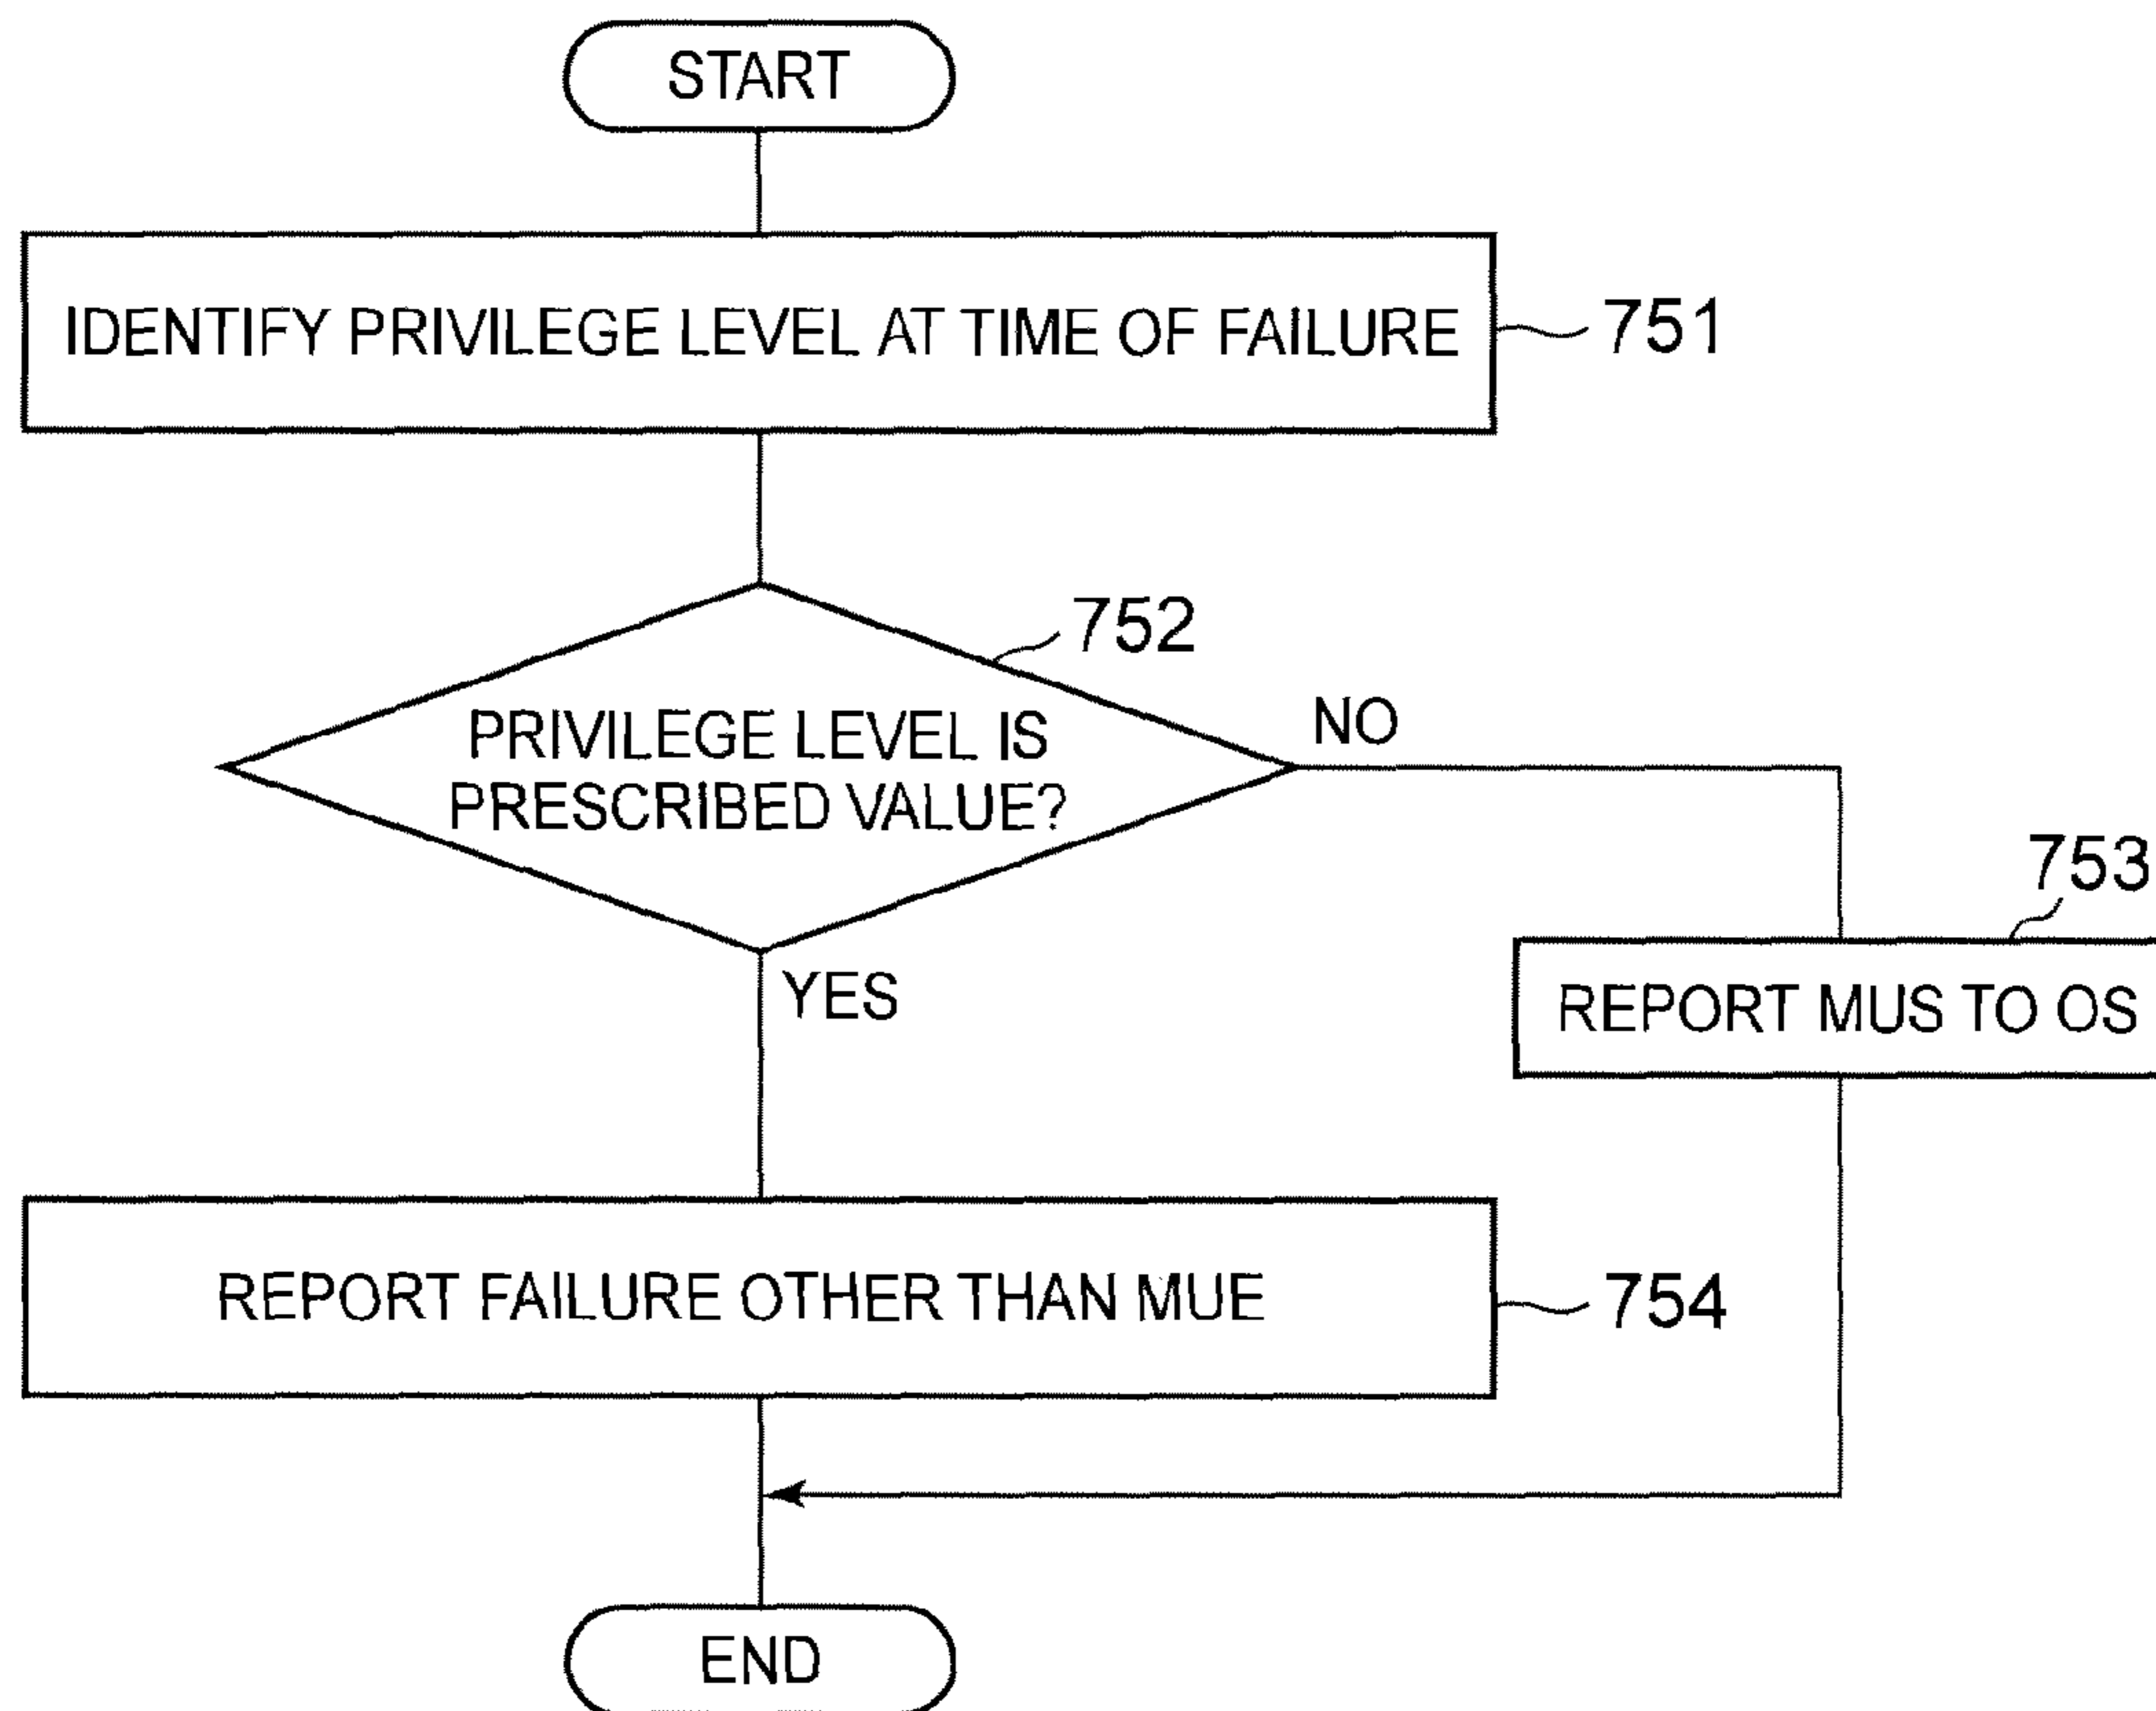 START
IDENTIFY PRIVILEGE LEVEL AT TIME OF FAILURE
751
752
PRIVILEGE LEVEL IS
PRESCRIBED VALUE?
NO
YES
753
REPORT MUS TO OS
REPORT FAILURE OTHER THAN MUE
754
END